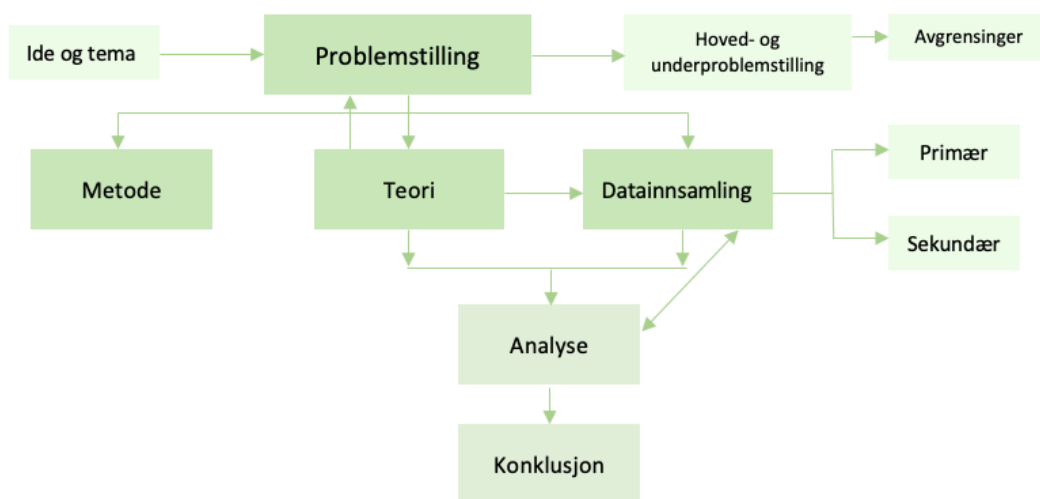 Ide og tema
Problemstilling
Hoved- og
underproblemstilling
Avgrensinger
Metode
Teori
Datainnsamling
Primær
Sekundær
Analyse
Konklusjon